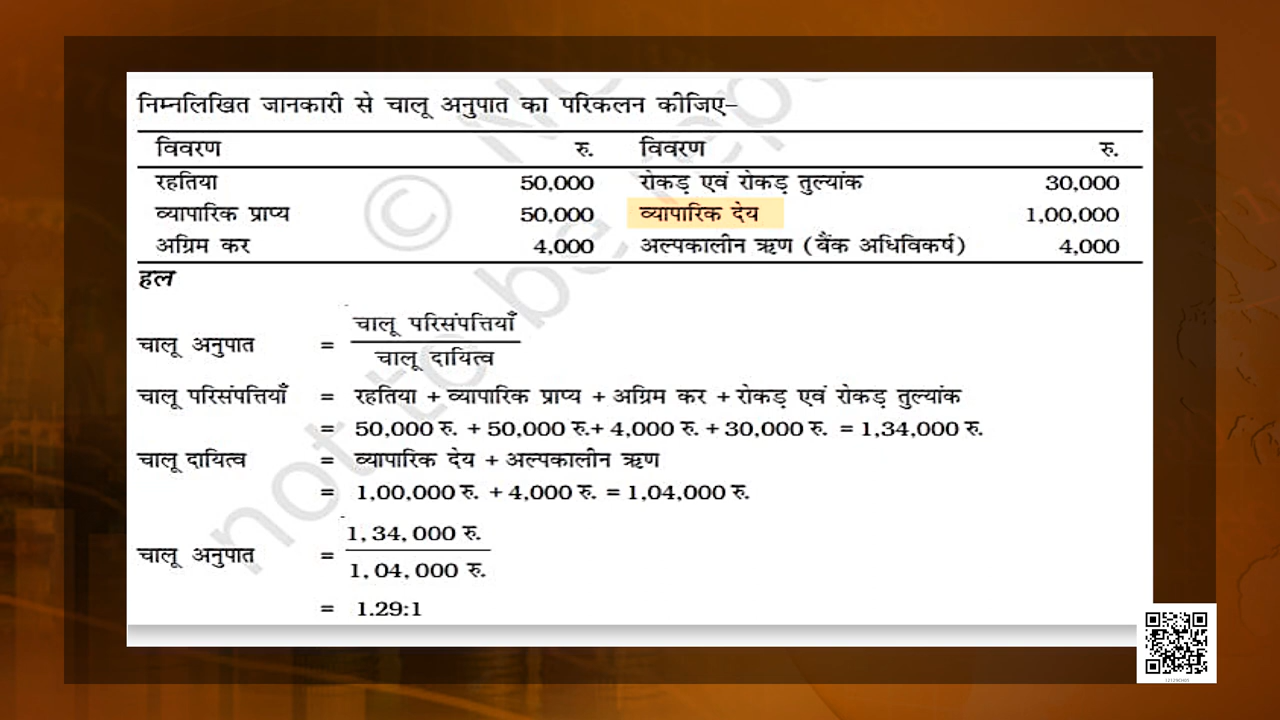 निम्नलिखित जानकारी से चालू अनुपात का परिकलन कीजिए–
विवरण रु. विवरण रु.
रहतिया 50,000 रोकड़ एवं रोकड़ तुल्यांक 30,000
व्यापारिक प्राप्य 50,000 व्यापारिक देय 1,00,000
अग्रिम कर 4,000 अल्पकालीन ऋण (बैंक अधिविकर्ष) 4,000
हल
चालू अनुपात = चालू परिसंपत्तियाँ
चालू दायित्व
चालू परिसंपत्तियाँ = रहतिया + व्यापारिक प्राप्य + अग्रिम कर + रोकड़ एवं रोकड़ तुल्यांक
= 50,000 रु. + 50,000 रु.+ 4,000 रु. + 30,000 रु. = 1,34,000 रु.
चालू दायित्व = व्यापारिक देय + अल्पकालीन ऋण
= 1,00,000 रु. + 4,000 रु. = 1,04,000 रु.
चालू अनुपात = 1,34,000 रु.
1,04,000 रु.
= 1.29:1
not to be